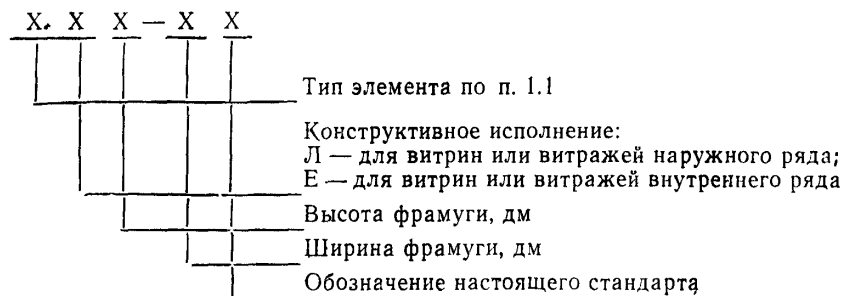 Х. Х Х — Х Х
Тип элемента по п. 1.1
Конструктивное исполнение:
Л — для витрин или витражей наружного ряда;
Е — для витрин или витражей внутреннего ряда
Высота фрамуги, дм
Ширина фрамуги, дм
Обозначение настоящего стандарта